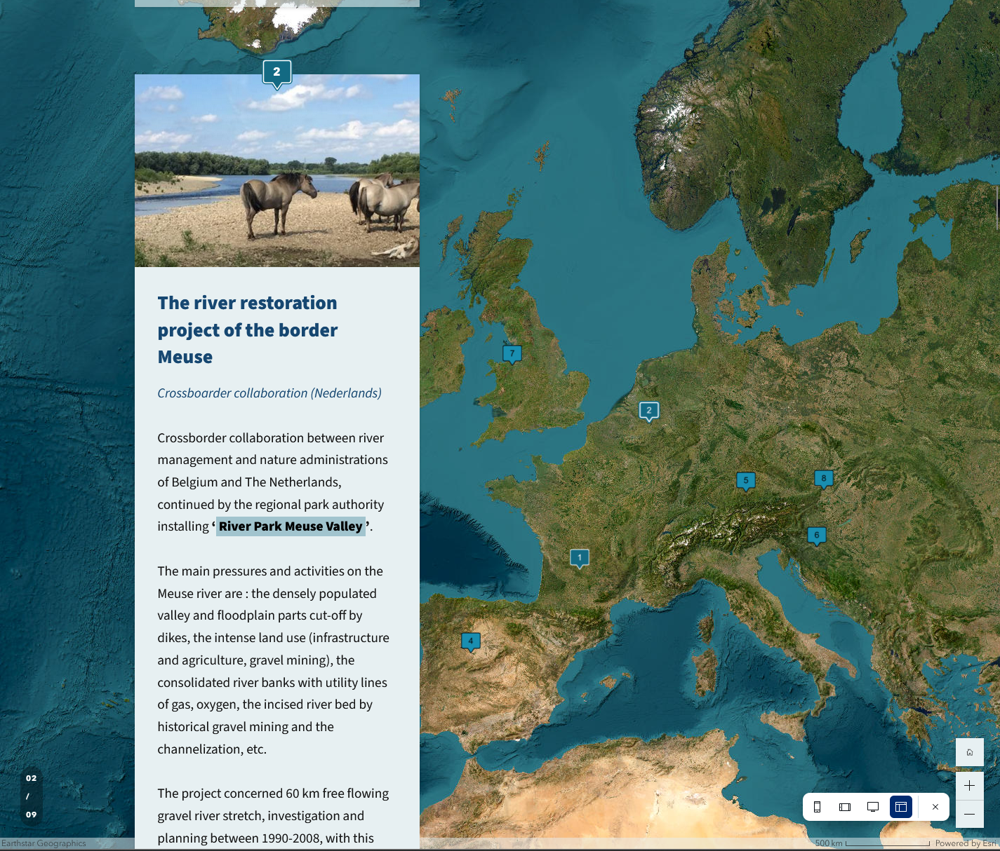 2
The river restoration
project of the border
Meuse
Crossboarder collaboration (Nederlands)
Crossborder collaboration between river
management and nature administrations
of Belgium and The Netherlands,
continued by the regional park authority
installing ‘ River Park Meuse Valley ’.
The main pressures and activities on the
Meuse river are : the densely populated
valley and floodplain parts cut-off by
dikes, the intense land use (infrastructure
and agriculture, gravel mining), the
consolidated river banks with utility lines
of gas, oxygen, the incised river bed by
historical gravel mining and the
channelization, etc.
The project concerned 60 km free flowing
gravel river stretch, investigation and
planning between 1990-2008, with this
7
2
5
8
6
1
4
02
/
09
Earthstar Geographics
500 km
Powered by Esri